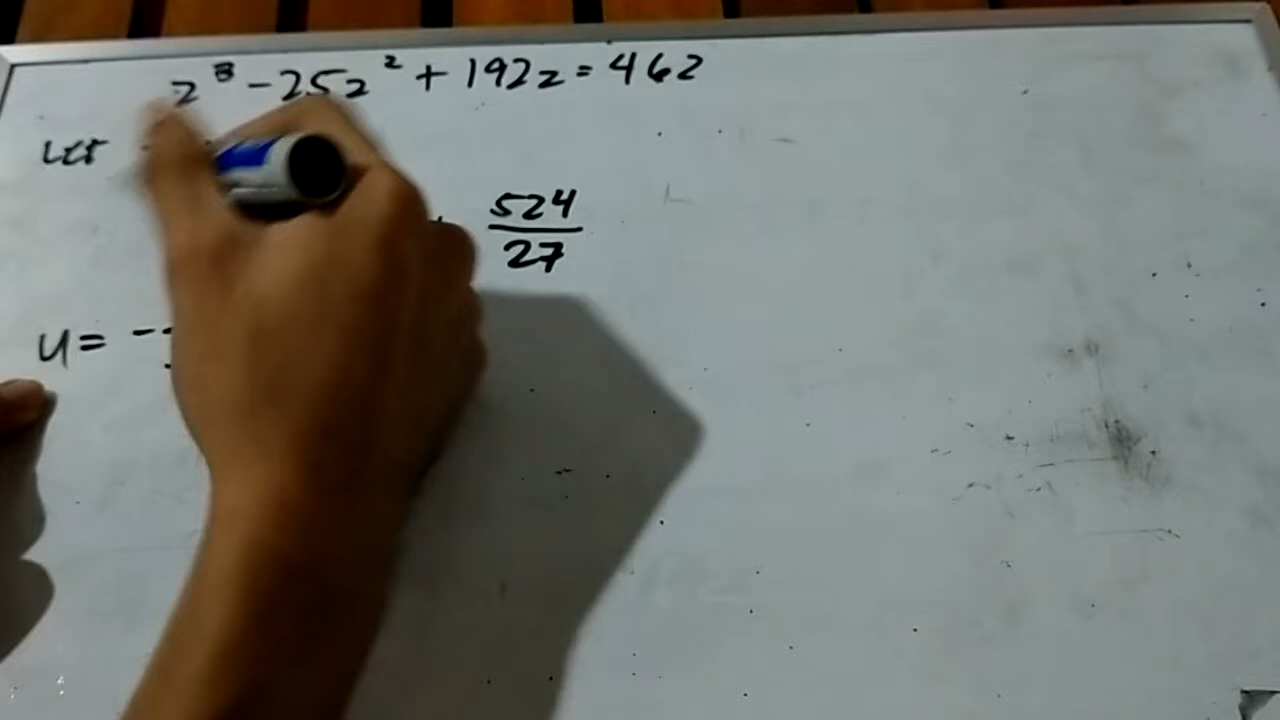 z³ - 25z² + 192z = 462
Let
524
27
u = -